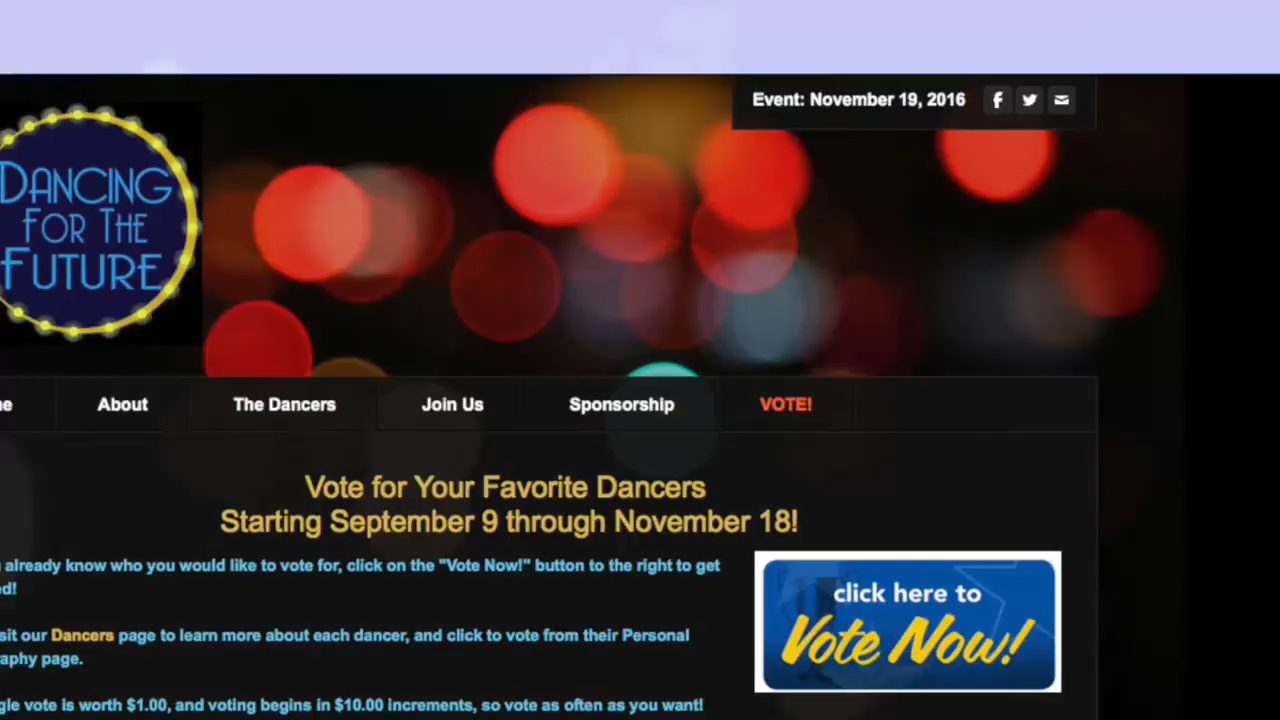 Event: November 19, 2016
DANCING
FOR THE
FUTURE
About
The Dancers
Join Us
Sponsorship
VOTE!
Vote for Your Favorite Dancers
Starting September 9 through November 18!
already know who you would like to vote for, click on the "Vote Now!" button to the right to get
our Dancers page to learn more about each dancer, and click to vote from their Personal
page.
vote is worth $1.00, and voting begins in $10.00 increments, so vote as often as you want!
click here to
Vote Now!